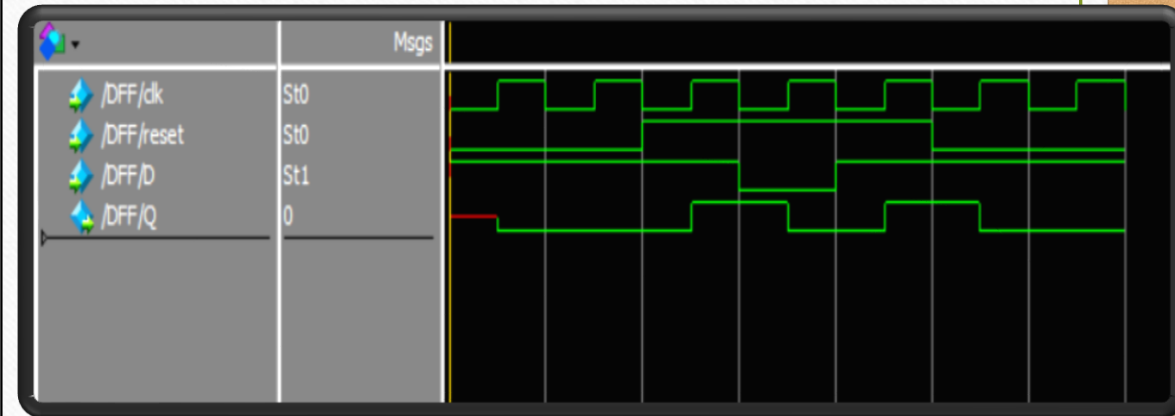 Msgs
/DFF/clk St0
/DFF/reset St0
/DFF/D St1
/DFF/Q 0